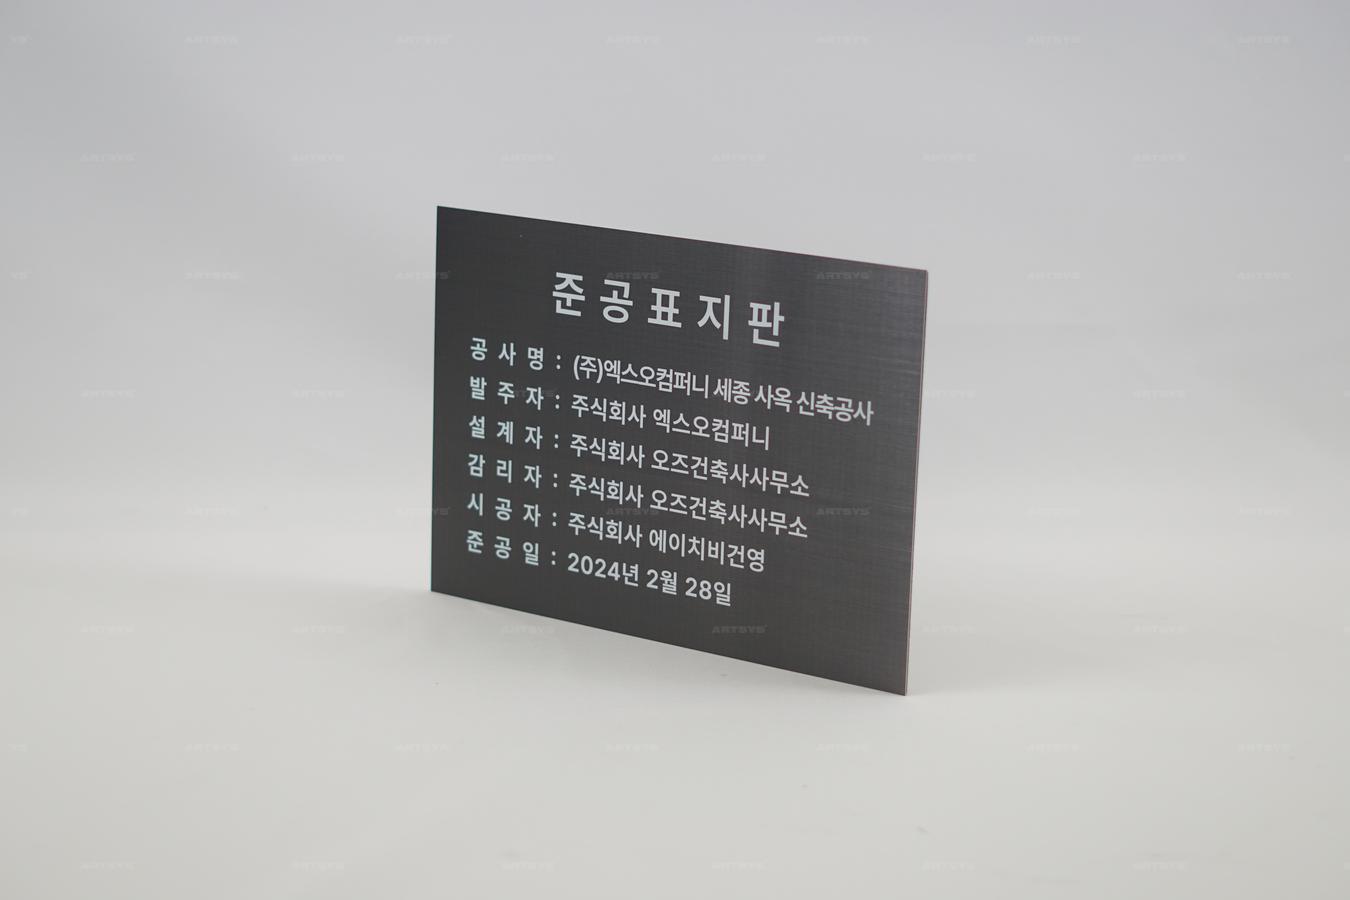 준공표지판
공사명 : (주)엑스오컴퍼니 세종 사옥 신축공사
발주자 : 주식회사 엑스오컴퍼니
설계자 : 주식회사 오즈건축사사무소
감리자 : 주식회사 오즈건축사사무소
시공자 : 주식회사 에이치비건영
준공일 : 2024년 2월 28일
ARTSYS